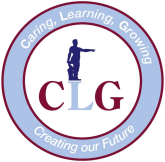 Caring, Learning, Growing
CLG
Creating our Future